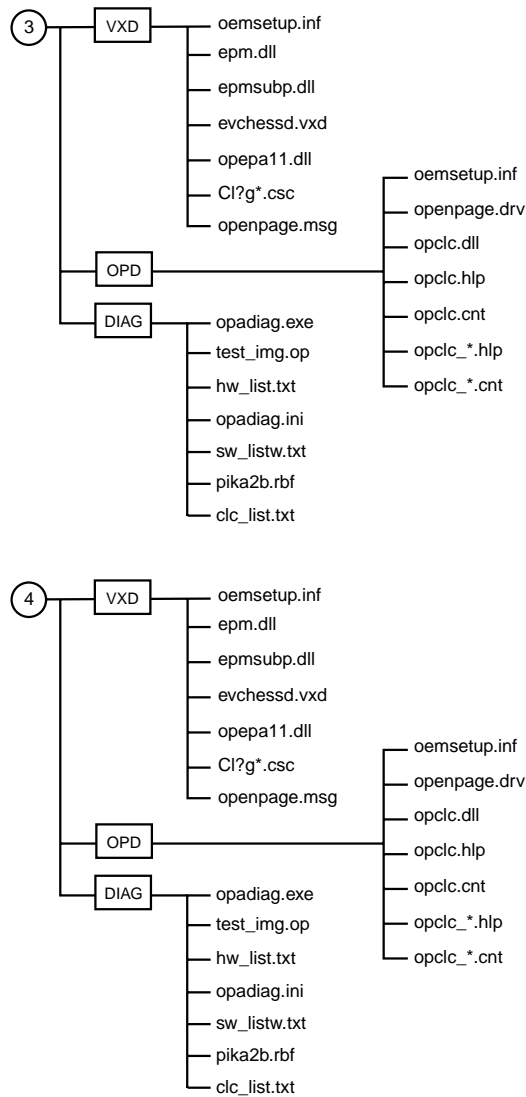 3
VXD
oemsetup.inf
epm.dll
epmsubp.dll
evchessd.vxd
opepa11.dll
Cl?g*.csc
openpage.msg
OPD
oemsetup.inf
openpage.drv
opclc.dll
opclc.hlp
opclc.cnt
opclc_*.hlp
opclc_*.cnt
DIAG
opadiag.exe
test_img.op
hw_list.txt
opadiag.ini
sw_listw.txt
pika2b.rbf
clc_list.txt
4
VXD
oemsetup.inf
epm.dll
epmsubp.dll
evchessd.vxd
opepa11.dll
Cl?g*.csc
openpage.msg
OPD
oemsetup.inf
openpage.drv
opclc.dll
opclc.hlp
opclc.cnt
opclc_*.hlp
opclc_*.cnt
DIAG
opadiag.exe
test_img.op
hw_list.txt
opadiag.ini
sw_listw.txt
pika2b.rbf
clc_list.txt